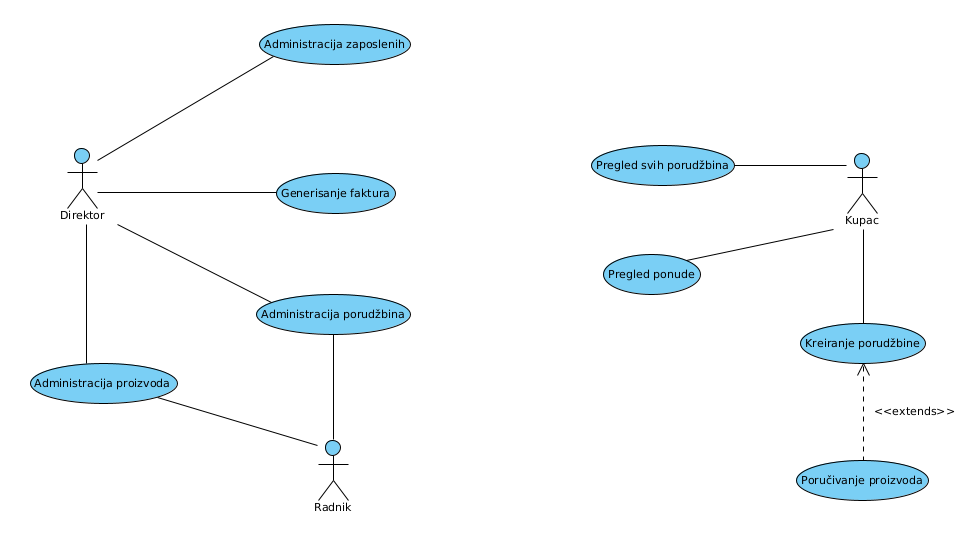 Administracija zaposlenih
Direktor
Generisanje faktura
Administracija porudžbina
Administracija proizvoda
Radnik
Pregled svih porudžbina
Kupac
Pregled ponude
Kreiranje porudžbine
<<extends>>
Poručivanje proizvoda